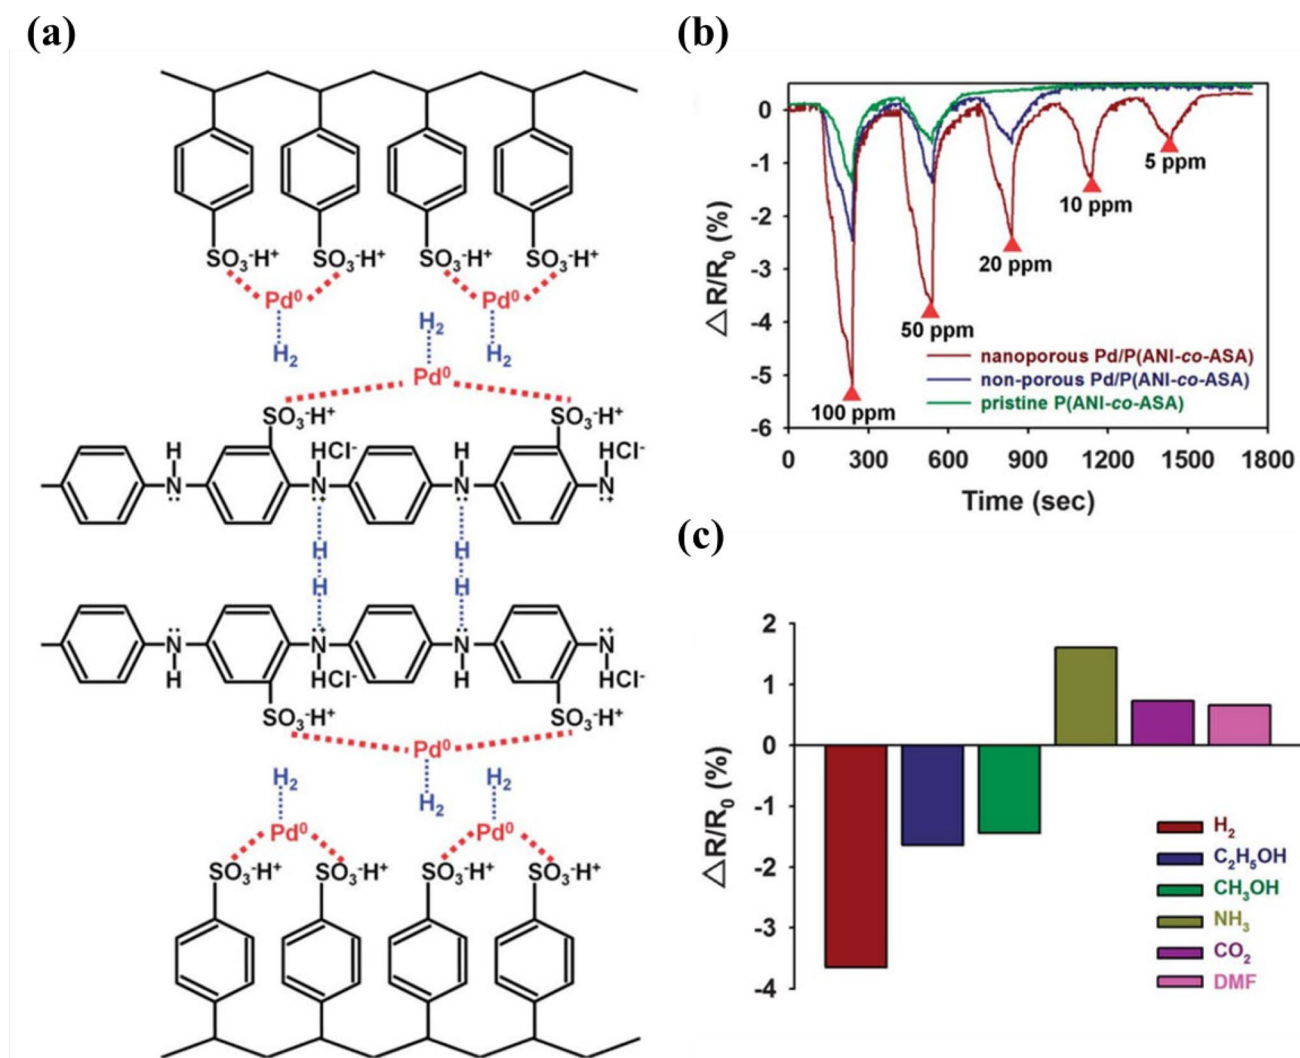 (a)
SO₃⁻H⁺ SO₃⁻H⁺ SO₃⁻H⁺ SO₃⁻H⁺
Pd⁰ Pd⁰
H₂
H₂ H₂
Pd⁰
SO₃⁻H⁺ SO₃⁻H⁺
H HCl⁻ H HCl⁻
N N⁺ N N⁺
H H
H H
N N⁺ N N⁺
H HCl⁻ H HCl⁻
SO₃⁻H⁺ SO₃⁻H⁺
Pd⁰
H₂ H₂
H₂
Pd⁰ Pd⁰
SO₃⁻H⁺ SO₃⁻H⁺ SO₃⁻H⁺ SO₃⁻H⁺
(b)
△R/R₀ (%)
0
-1
-2
-3
-4
-5
-6
5 ppm
10 ppm
20 ppm
50 ppm
100 ppm
nanoporous Pd/P(ANI-co-ASA)
non-porous Pd/P(ANI-co-ASA)
pristine P(ANI-co-ASA)
0 300 600 900 1200 1500 1800
Time (sec)
(c)
△R/R₀ (%)
2
1
0
-1
-2
-3
-4
H₂
C₂H₅OH
CH₃OH
NH₃
CO₂
DMF